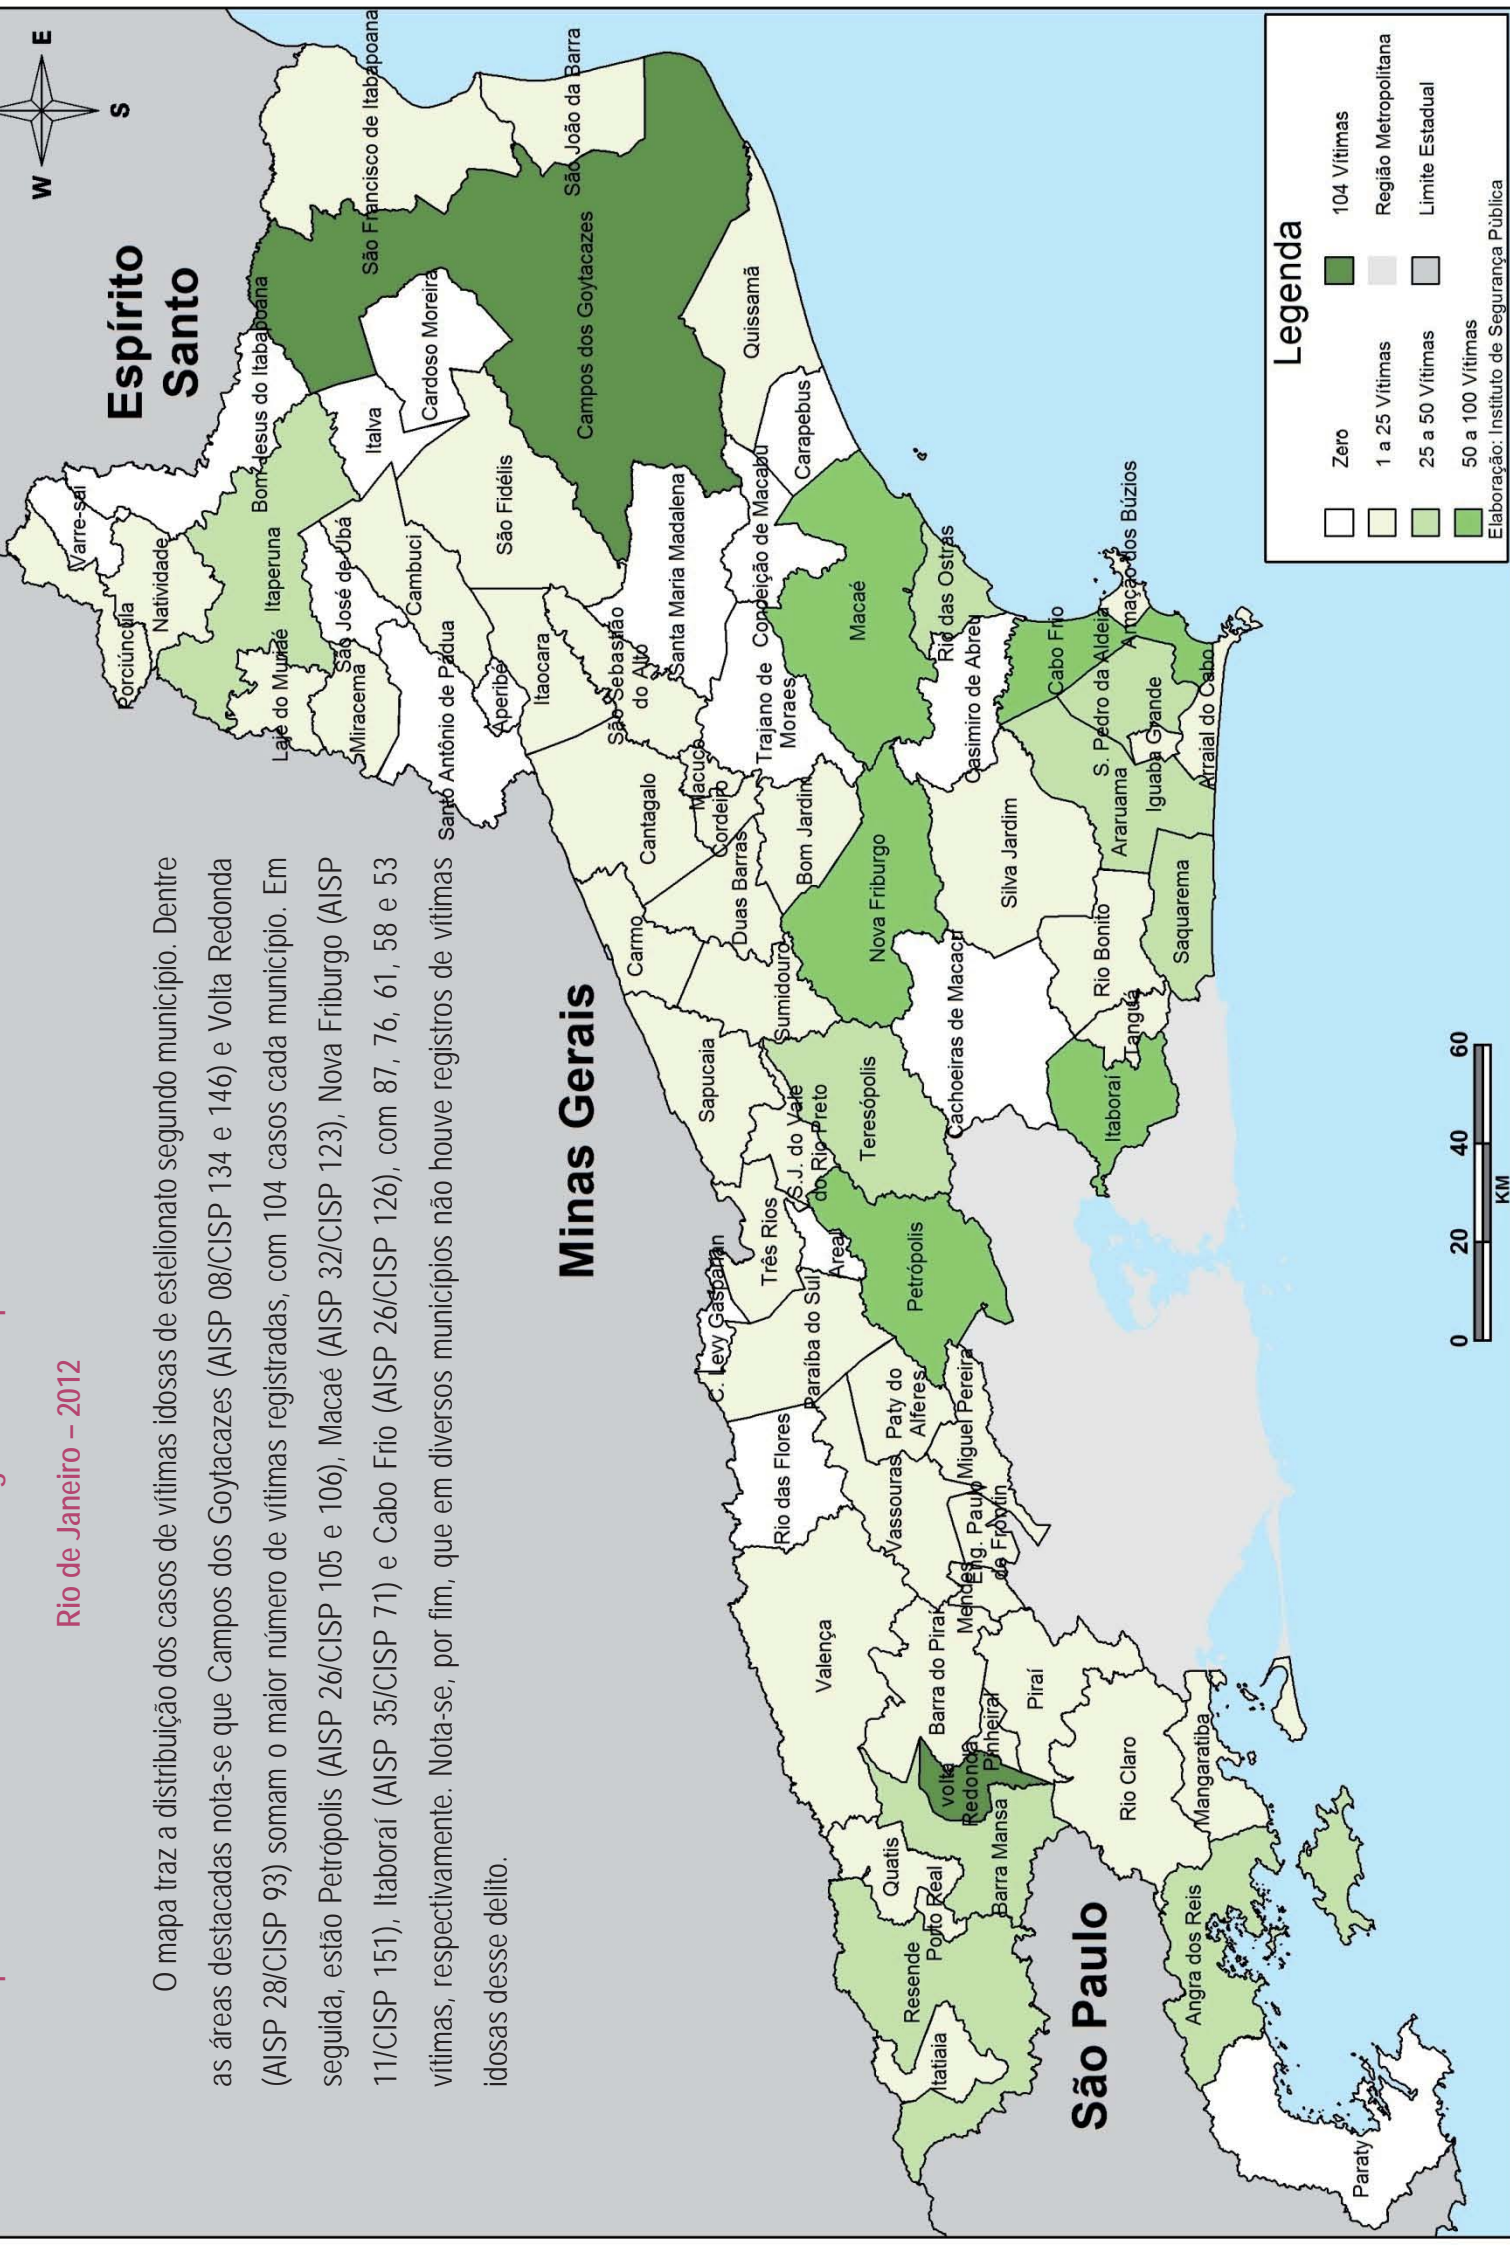 Rio de Janeiro – 2012
O mapa traz a distribuição dos casos de vítimas idosas de estelionato segundo município. Dentre
as áreas destacadas nota-se que Campos dos Goytacazes (AISP 08/CISP 134 e 146) e Volta Redonda
(AISP 28/CISP 93) somam o maior número de vítimas registradas, com 104 casos cada município. Em
seguida, estão Petrópolis (AISP 26/CISP 105 e 106), Macaé (AISP 32/CISP 123), Nova Friburgo (AISP
11/CISP 151), Itaboraí (AISP 35/CISP 71) e Cabo Frio (AISP 26/CISP 126), com 87, 76, 61, 58 e 53
vítimas, respectivamente. Nota-se, por fim, que em diversos municípios não houve registros de vítimas
idosas desse delito.
W
E
S
Espírito
Santo
Minas Gerais
São Paulo
Varre-sai
Porciúncula
Natividade
Bom Jesus do Itabapoana
Itaperuna
Laje do Muriaé
São José de Ubá
Miracema
Italva
Cardoso Moreira
São Francisco de Itabapoana
São João da Barra
Campos dos Goytacazes
Cambuci
São Fidélis
Santo Antônio de Pádua
Aperibé
Itaocara
São Sebastião
do Alto
Santa Maria Madalena
Conceição de Macabu
Quissamã
Carapebus
Macaé
Trajano de
Moraes
Cantagalo
Macuco
Cordeiro
Carmo
Duas Barras
Bom Jardim
Sumidouro
Nova Friburgo
Rio das Ostras
Casimiro de Abreu
Cabo Frio
Armação dos Búzios
S. Pedro da Aldeia
Iguaba Grande
Arraial do Cabo
Araruama
Saquarema
Silva Jardim
Rio Bonito
Tanguá
Itaboraí
Cachoeiras de Macacu
Teresópolis
Sapucaia
S.J. do Vale
do Rio Preto
Três Rios
Areal
Petrópolis
C. Levy Gasparian
Paraíba do Sul
Paty do
Alferes
Miguel Pereira
Rio das Flores
Vassouras
Eng. Paulo
de Frontin
Mendes
Valença
Barra do Piraí
Piraí
Pinheiral
Volta
Redonda
Barra Mansa
Rio Claro
Mangaratiba
Quatis
Porto Real
Resende
Itatiaia
Angra dos Reis
Paraty
0
20
40
60
KM
Legenda
Zero
1 a 25 Vítimas
25 a 50 Vítimas
50 a 100 Vítimas
104 Vítimas
Região Metropolitana
Limite Estadual
Elaboração: Instituto de Segurança Pública